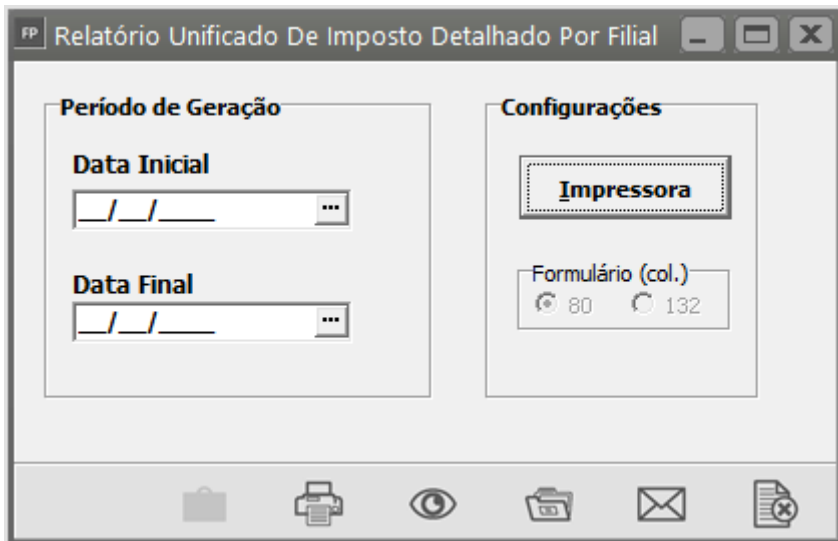 FP Relatório Unificado De Imposto Detalhado Por Filial
Período de Geração
Data Inicial
__/__/____ ...
Data Final
__/__/____ ...
Configurações
Impressora
Formulário (col.)
80 132